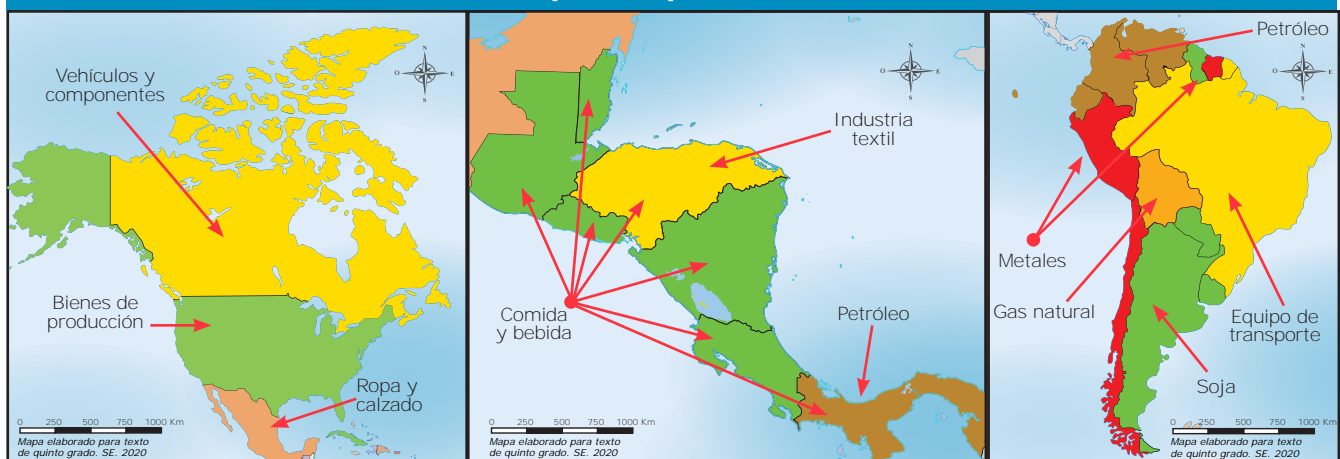 Vehículos y
componentes
Bienes de
producción
Ropa y
calzado
N
O
E
S
0 250 500 750 1000 Km
Mapa elaborado para texto
de quinto grado. SE. 2020
Industria
textil
Comida
y bebida
Petróleo
N
O
E
S
0 250 500 750 1000 Km
Mapa elaborado para texto
de quinto grado. SE. 2020
Petróleo
Metales
Gas natural
Equipo de
transporte
Soja
N
O
E
S
0 250 500 750 1000 Km
Mapa elaborado para texto
de quinto grado. SE. 2020